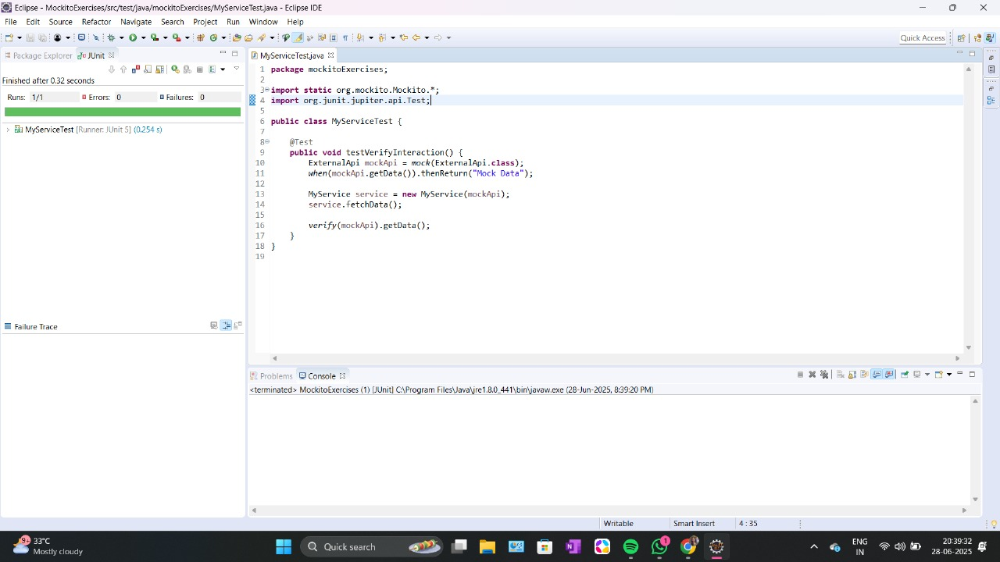 Eclipse - MockitoExercises/src/test/java/mockitoExercises/MyServiceTest.java - Eclipse IDE
File Edit Source Refactor Navigate Search Project Run Window Help
Quick Access
Package Explorer JUnit
Finished after 0.32 seconds
Runs: 1/1 Errors: 0 Failures: 0
MyServiceTest [Runner: JUnit 5] (0.254 s)
Failure Trace
MyServiceTest.java
1 package mockitoExercises;
2
3 import static org.mockito.Mockito.*;
4 import org.junit.jupiter.api.Test;
5
6 public class MyServiceTest {
7
8 @Test
9 public void testVerifyInteraction() {
10 ExternalApi mockApi = mock(ExternalApi.class);
11 when(mockApi.getData()).thenReturn("Mock Data");
12
13 MyService service = new MyService(mockApi);
14 service.fetchData();
15
16 verify(mockApi).getData();
17 }
18 }
19
Problems Console
<terminated> MockitoExercises (1) [JUnit] C:\Program Files\Java\jre1.8.0_441\bin\javaw.exe (28-Jun-2025, 8:39:20 PM)
Writable Smart Insert 4 : 35
9+ 33°C
Mostly cloudy
Quick search
1
ENG
IN
20:39:32
28-06-2025